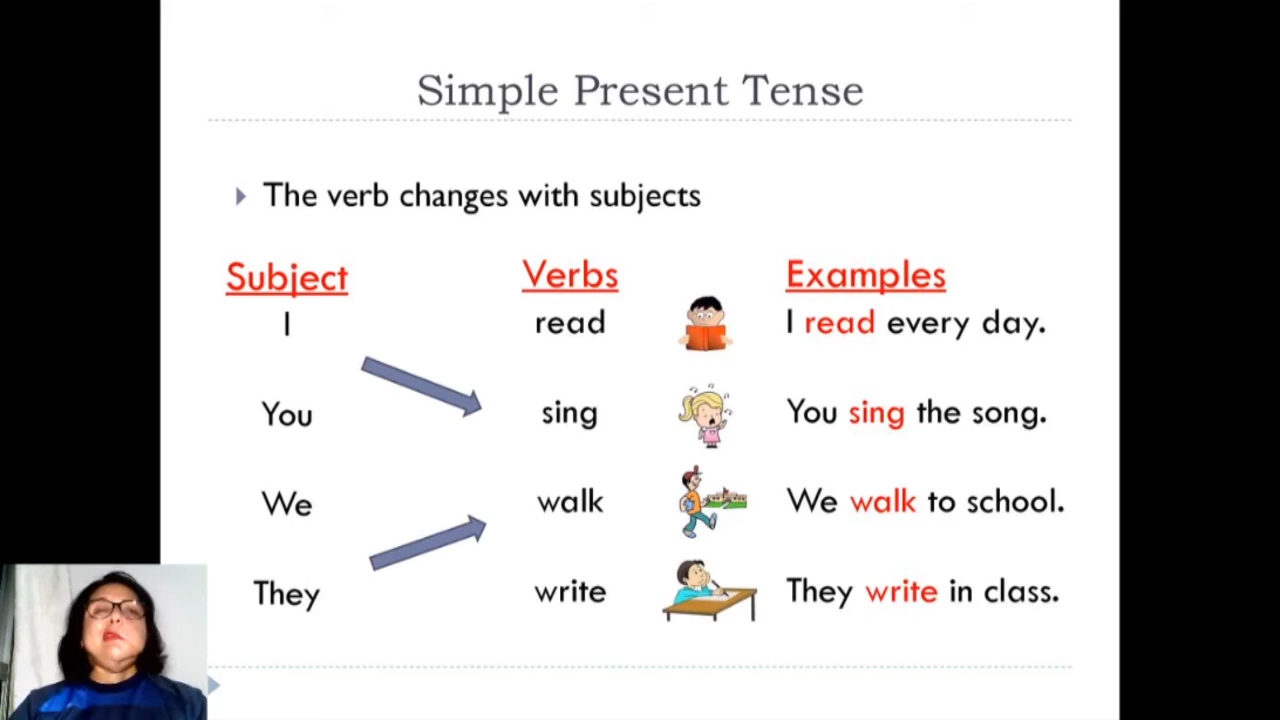 Simple Present Tense
The verb changes with subjects
Subject Verbs Examples
I read I read every day.
You sing You sing the song.
We walk We walk to school.
They write They write in class.